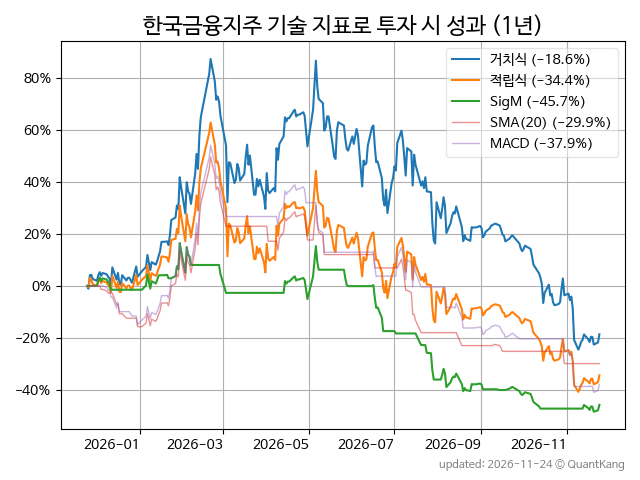 한국금융지주 기술 지표로 투자 시 성과 (1년)
거치식 (-18.6%)
적립식 (-34.4%)
SigM (-45.7%)
SMA(20) (-29.9%)
MACD (-37.9%)
80%
60%
40%
20%
0%
−20%
−40%
2026-01 2026-03 2026-05 2026-07 2026-09 2026-11
updated: 2026-11-24 © QuantKang